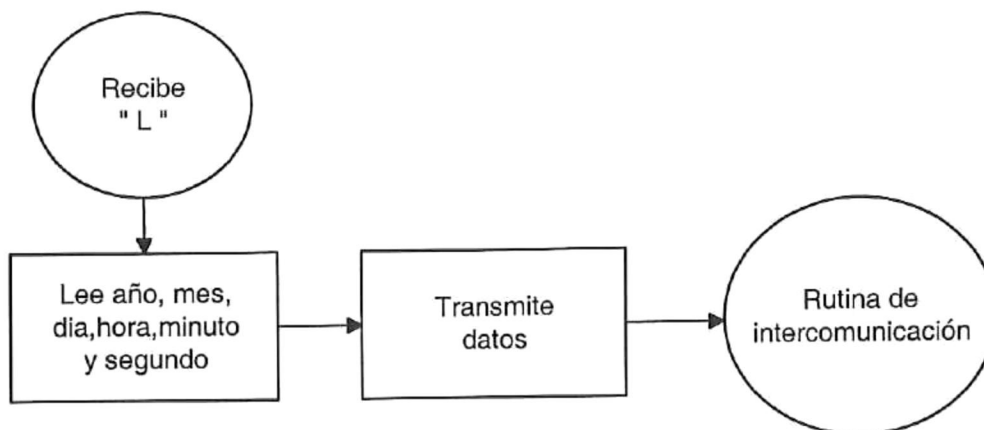 Recibe
" L "
Lee año, mes,
dia,hora,minuto
y segundo
Transmite
datos
Rutina de
intercomunicación